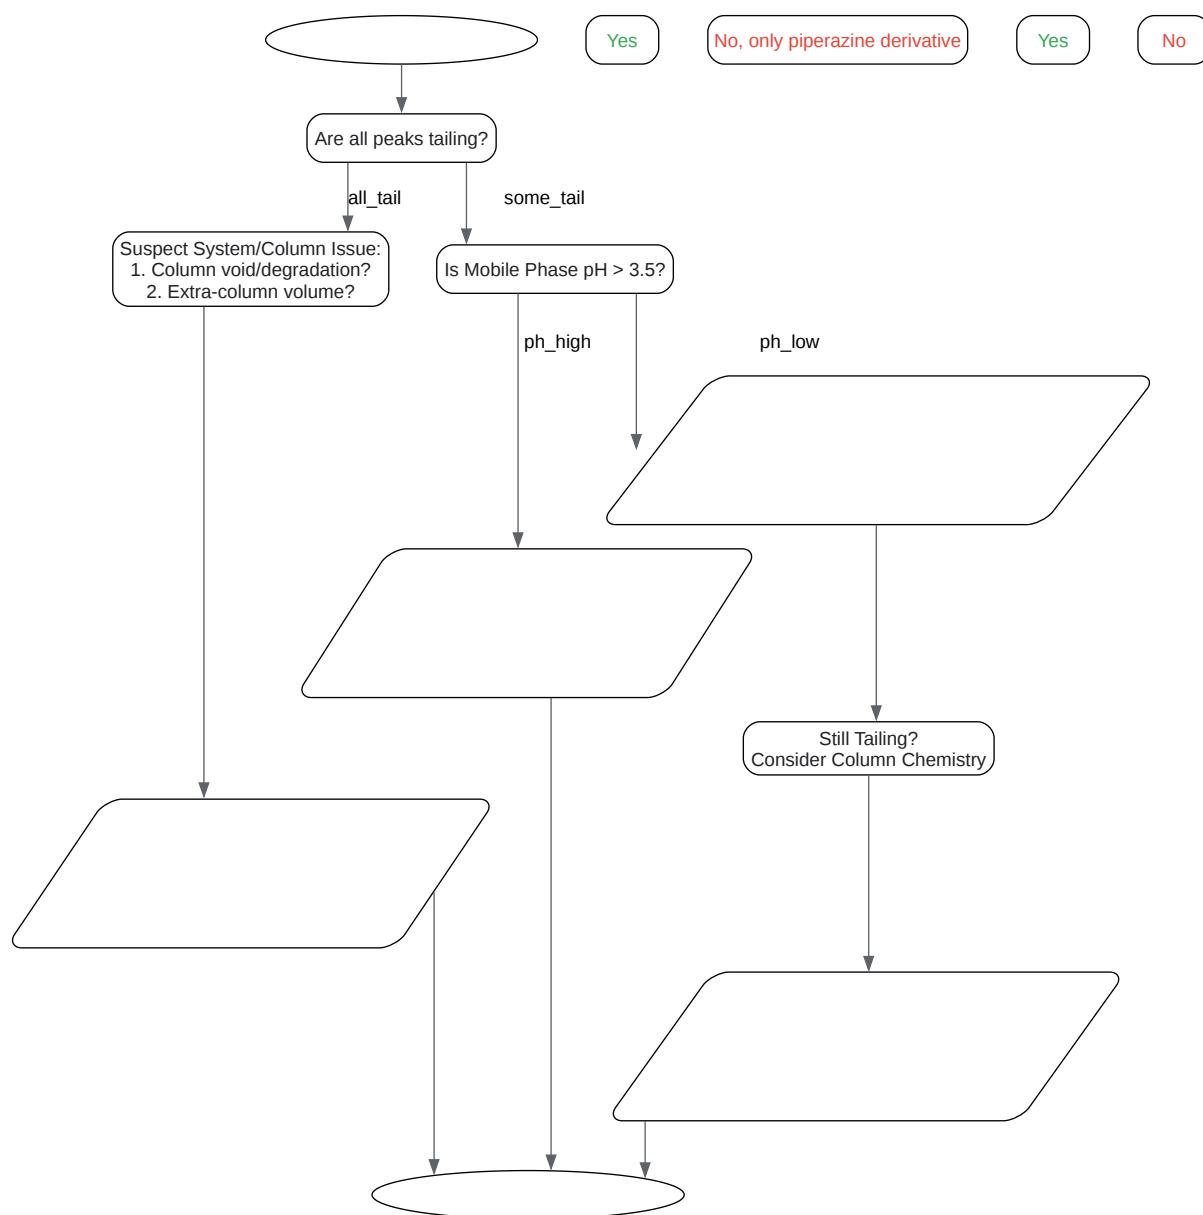 Yes
No, only piperazine derivative
Yes
No
Are all peaks tailing?
all_tail
some_tail
Suspect System/Column Issue:
1. Column void/degradation?
2. Extra-column volume?
Is Mobile Phase pH > 3.5?
ph_high
ph_low
Still Tailing?
Consider Column Chemistry